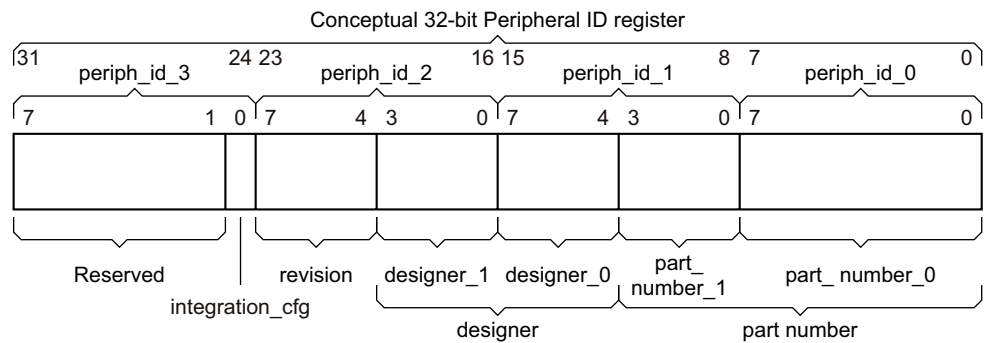 Conceptual 32-bit Peripheral ID register
31 24 23 16 15 8 7 0
periph_id_3 periph_id_2 periph_id_1 periph_id_0
7 1 0 7 4 3 0 7 4 3 0 7 0
Reserved revision designer_1 designer_0 part_ number_1 part_ number_0
integration_cfg
designer part number